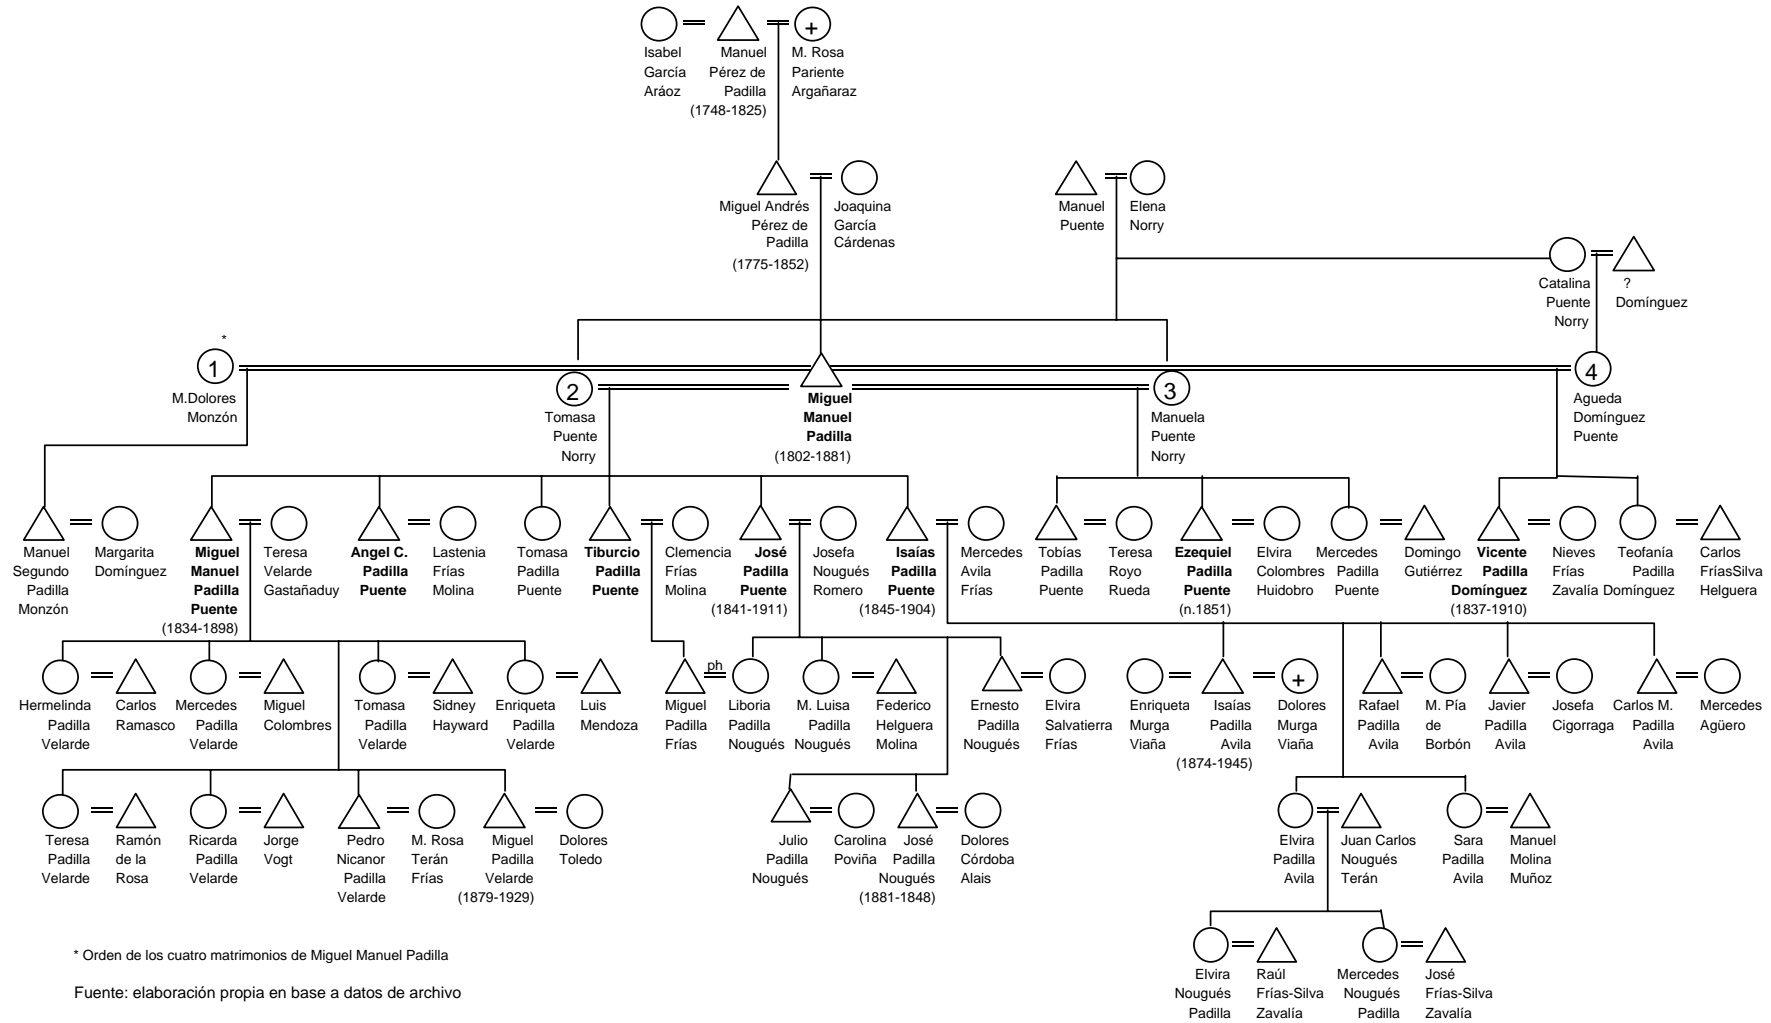 +
Isabel
García
Aráoz
Manuel
Pérez de
Padilla
(1748-1825)
M. Rosa
Pariente
Argañaraz
Miguel Andrés
Pérez de
Padilla
(1775-1852)
Joaquina
García
Cárdenas
Manuel
Puente
Elena
Norry
Catalina
Puente
Norry
?
Domínguez
*
1
M.Dolores
Monzón
2
Tomasa
Puente
Norry
Miguel
Manuel
Padilla
(1802-1881)
3
Manuela
Puente
Norry
4
Agueda
Domínguez
Puente
Manuel
Segundo
Padilla
Monzón
Margarita
Domínguez
Miguel
Manuel
Padilla
Puente
(1834-1898)
Teresa
Velarde
Gastañaduy
Angel C.
Padilla
Puente
Lastenia
Frías
Molina
Tomasa
Padilla
Puente
Tiburcio
Padilla
Puente
Clemencia
Frías
Molina
José
Padilla
Puente
(1841-1911)
Josefa
Nougués
Romero
Isaías
Padilla
Puente
(1845-1904)
Mercedes
Avila
Frías
Tobías
Padilla
Puente
Teresa
Royo
Rueda
Ezequiel
Padilla
Puente
(n.1851)
Elvira
Colombres
Huidobro
Mercedes
Padilla
Puente
Domingo
Gutiérrez
Vicente
Padilla
Domínguez
(1837-1910)
Nieves
Frías
Zavalía
Teofanía
Padilla
Domínguez
Carlos
FríasSilva
Helguera
Hermelinda
Padilla
Velarde
Carlos
Ramasco
Mercedes
Padilla
Velarde
Miguel
Colombres
Tomasa
Padilla
Velarde
Sidney
Hayward
Enriqueta
Padilla
Velarde
Luis
Mendoza
Miguel
Padilla
Frías
ph
Liboria
Padilla
Nougués
M. Luisa
Padilla
Nougués
Federico
Helguera
Molina
Ernesto
Padilla
Nougués
Elvira
Salvatierra
Frías
Enriqueta
Murga
Viaña
Isaías
Padilla
Avila
(1874-1945)
+
Dolores
Murga
Viaña
Rafael
Padilla
Avila
M. Pía
de
Borbón
Javier
Padilla
Avila
Josefa
Cigorraga
Carlos M.
Padilla
Avila
Mercedes
Agüero
Teresa
Padilla
Velarde
Ramón
de la
Rosa
Ricarda
Padilla
Velarde
Jorge
Vogt
Pedro
Nicanor
Padilla
Velarde
M. Rosa
Terán
Frías
Miguel
Padilla
Velarde
(1879-1929)
Dolores
Toledo
Julio
Padilla
Nougués
Carolina
Poviña
José
Padilla
Nougués
(1881-1848)
Dolores
Córdoba
Alais
Elvira
Padilla
Avila
Juan Carlos
Nougués
Terán
Sara
Padilla
Avila
Manuel
Molina
Muñoz
Elvira
Nougués
Padilla
Raúl
Frías-Silva
Zavalía
Mercedes
Nougués
Padilla
José
Frías-Silva
Zavalía
* Orden de los cuatro matrimonios de Miguel Manuel Padilla
Fuente: elaboración propia en base a datos de archivo